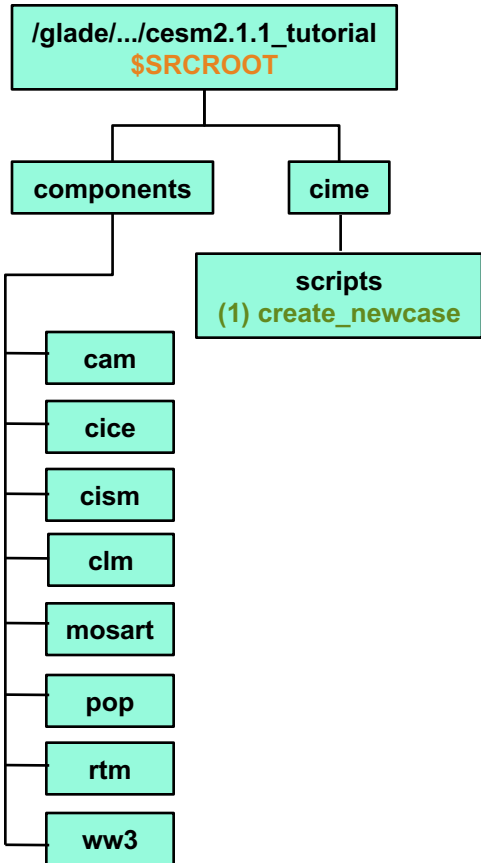 /glade/.../cesm2.1.1_tutorial
$SRCROOT
components
cime
scripts
(1) create_newcase
cam
cice
cism
clm
mosart
pop
rtm
ww3